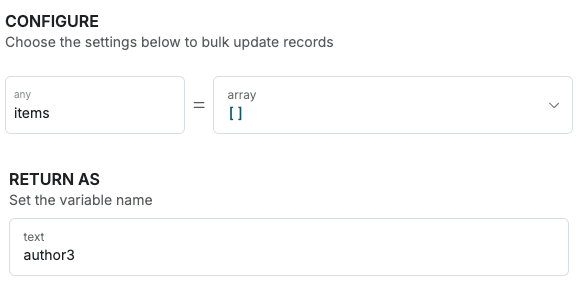 CONFIGURE
Choose the settings below to bulk update records
any
items
=
array
[]
RETURN AS
Set the variable name
text
author3